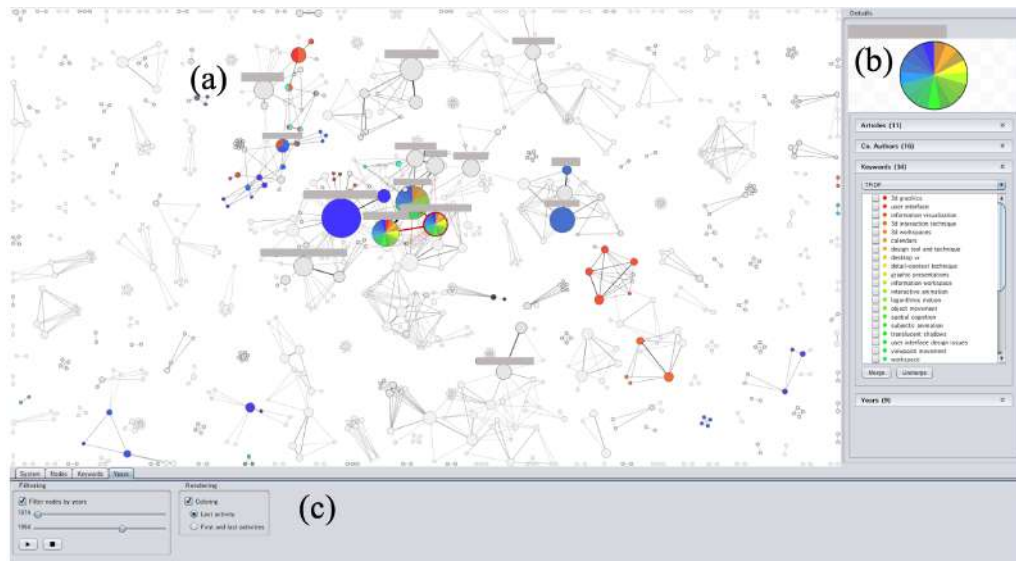 (a)
Details
(b)
Articles (11)
Co. Authors (16)
Keywords (34)
TFIDF
3d graphics
user interface
information visualization
3d interaction technique
3d workspaces
calendars
design tool and technique
desktop vr
detail+context technique
graphic presentations
information workspace
interactive animation
logarithmic motion
object movement
spatial cognition
subjects animation
translucent shadows
user interface design issues
viewpoint movement
workspace
Merge
Unmerge
Years (9)
System
Nodes
Keywords
Years
Filtering
Filter nodes by years
1974
1994
Rendering
Coloring
Last activity
First and last activities
(c)